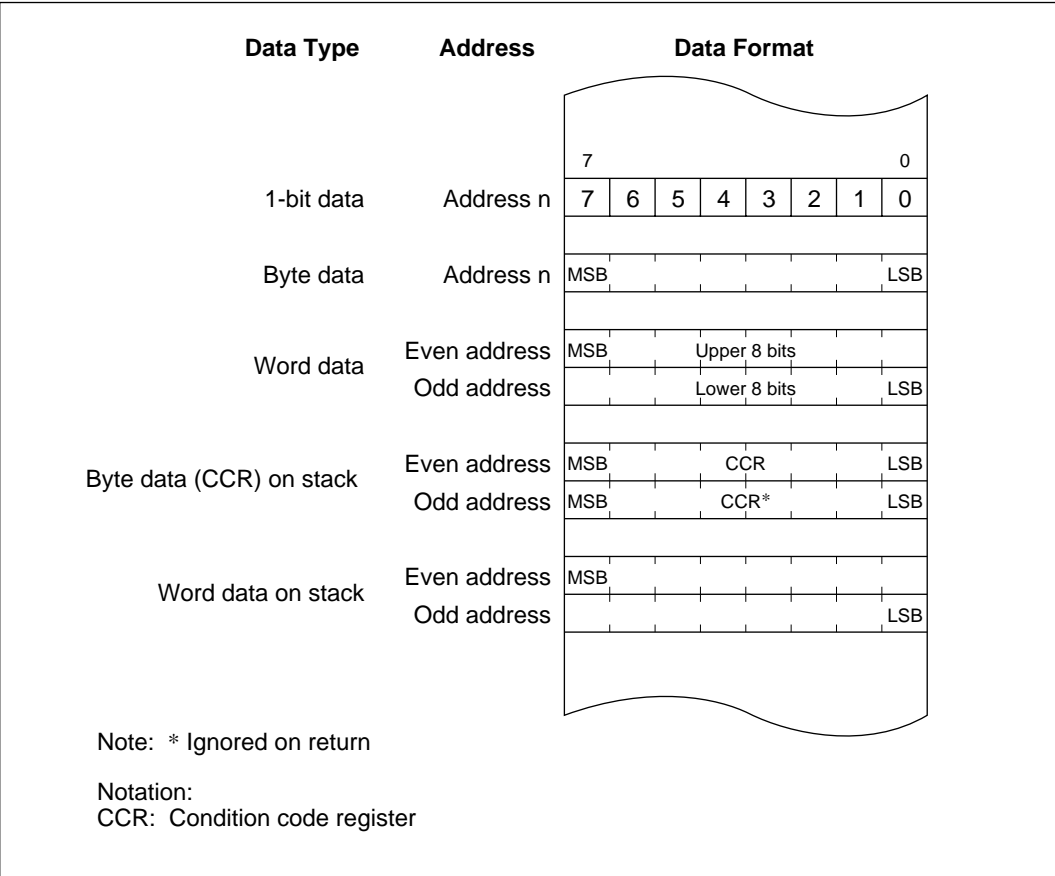 Data Type Address Data Format
7 0
1-bit data Address n 7 6 5 4 3 2 1 0
Byte data Address n MSB LSB
Word data
Even address MSB Upper 8 bits
Odd address Lower 8 bits LSB
Byte data (CCR) on stack
Even address MSB CCR LSB
Odd address MSB CCR* LSB
Word data on stack
Even address MSB
Odd address LSB
Note: * Ignored on return
Notation:
CCR: Condition code register